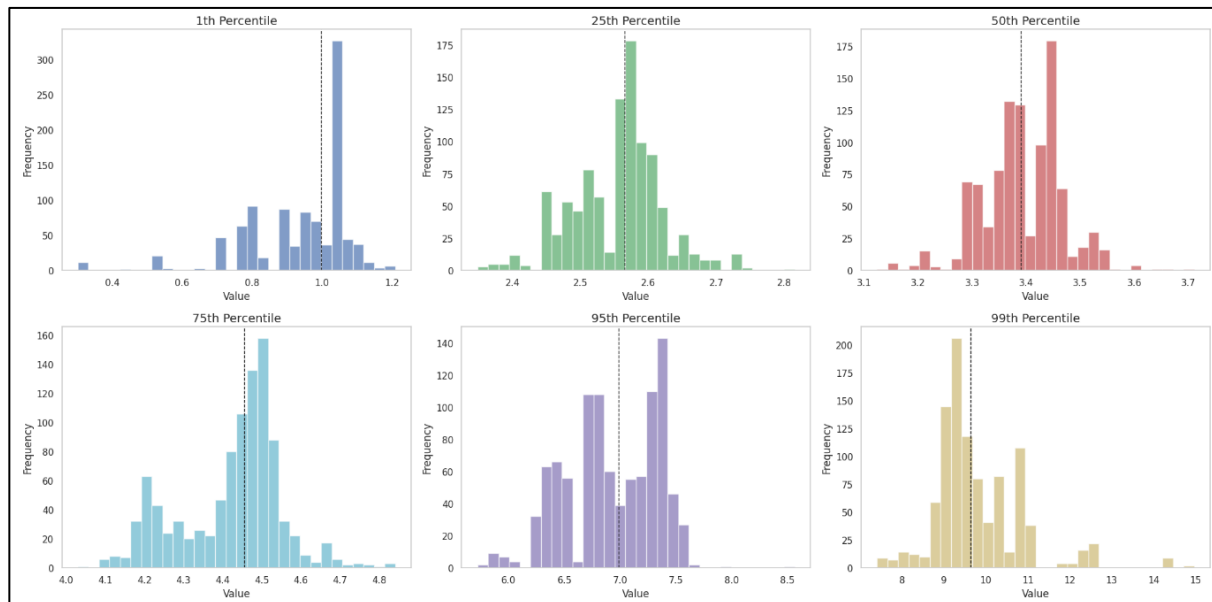 1th Percentile
Frequency
300
250
200
150
100
50
0
0.4 0.6 0.8 1.0 1.2
Value
25th Percentile
Frequency
175
150
125
100
75
50
25
0
2.4 2.5 2.6 2.7 2.8
Value
50th Percentile
Frequency
175
150
125
100
75
50
25
0
3.1 3.2 3.3 3.4 3.5 3.6 3.7
Value
75th Percentile
Frequency
160
140
120
100
80
60
40
20
0
4.0 4.1 4.2 4.3 4.4 4.5 4.6 4.7 4.8
Value
95th Percentile
Frequency
140
120
100
80
60
40
20
0
6.0 6.5 7.0 7.5 8.0 8.5
Value
99th Percentile
Frequency
200
175
150
125
100
75
50
25
0
8 9 10 11 12 13 14 15
Value